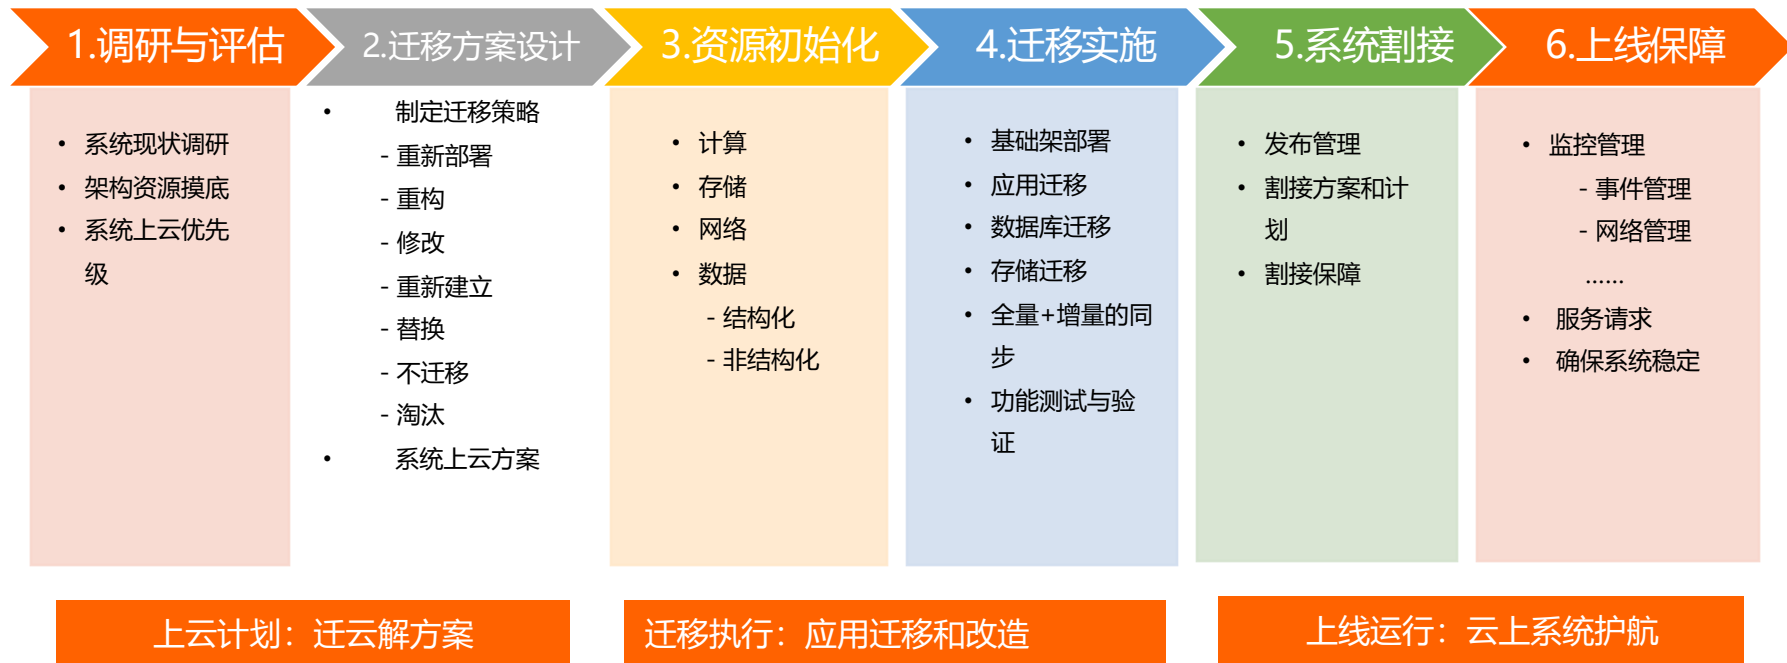 1.调研与评估
2.迁移方案设计
3.资源初始化
4.迁移实施
5.系统割接
6.上线保障
• 系统现状调研
• 架构资源摸底
• 系统上云优先
级
• 制定迁移策略
- 重新部署
- 重构
- 修改
- 重新建立
- 替换
- 不迁移
- 淘汰
• 系统上云方案
• 计算
• 存储
• 网络
• 数据
- 结构化
- 非结构化
• 基础架部署
• 应用迁移
• 数据库迁移
• 存储迁移
• 全量+增量的同
步
• 功能测试与验
证
• 发布管理
• 割接方案和计
划
• 割接保障
• 监控管理
- 事件管理
- 网络管理
......
• 服务请求
• 确保系统稳定
上云计划：迁云解方案
迁移执行：应用迁移和改造
上线运行：云上系统护航